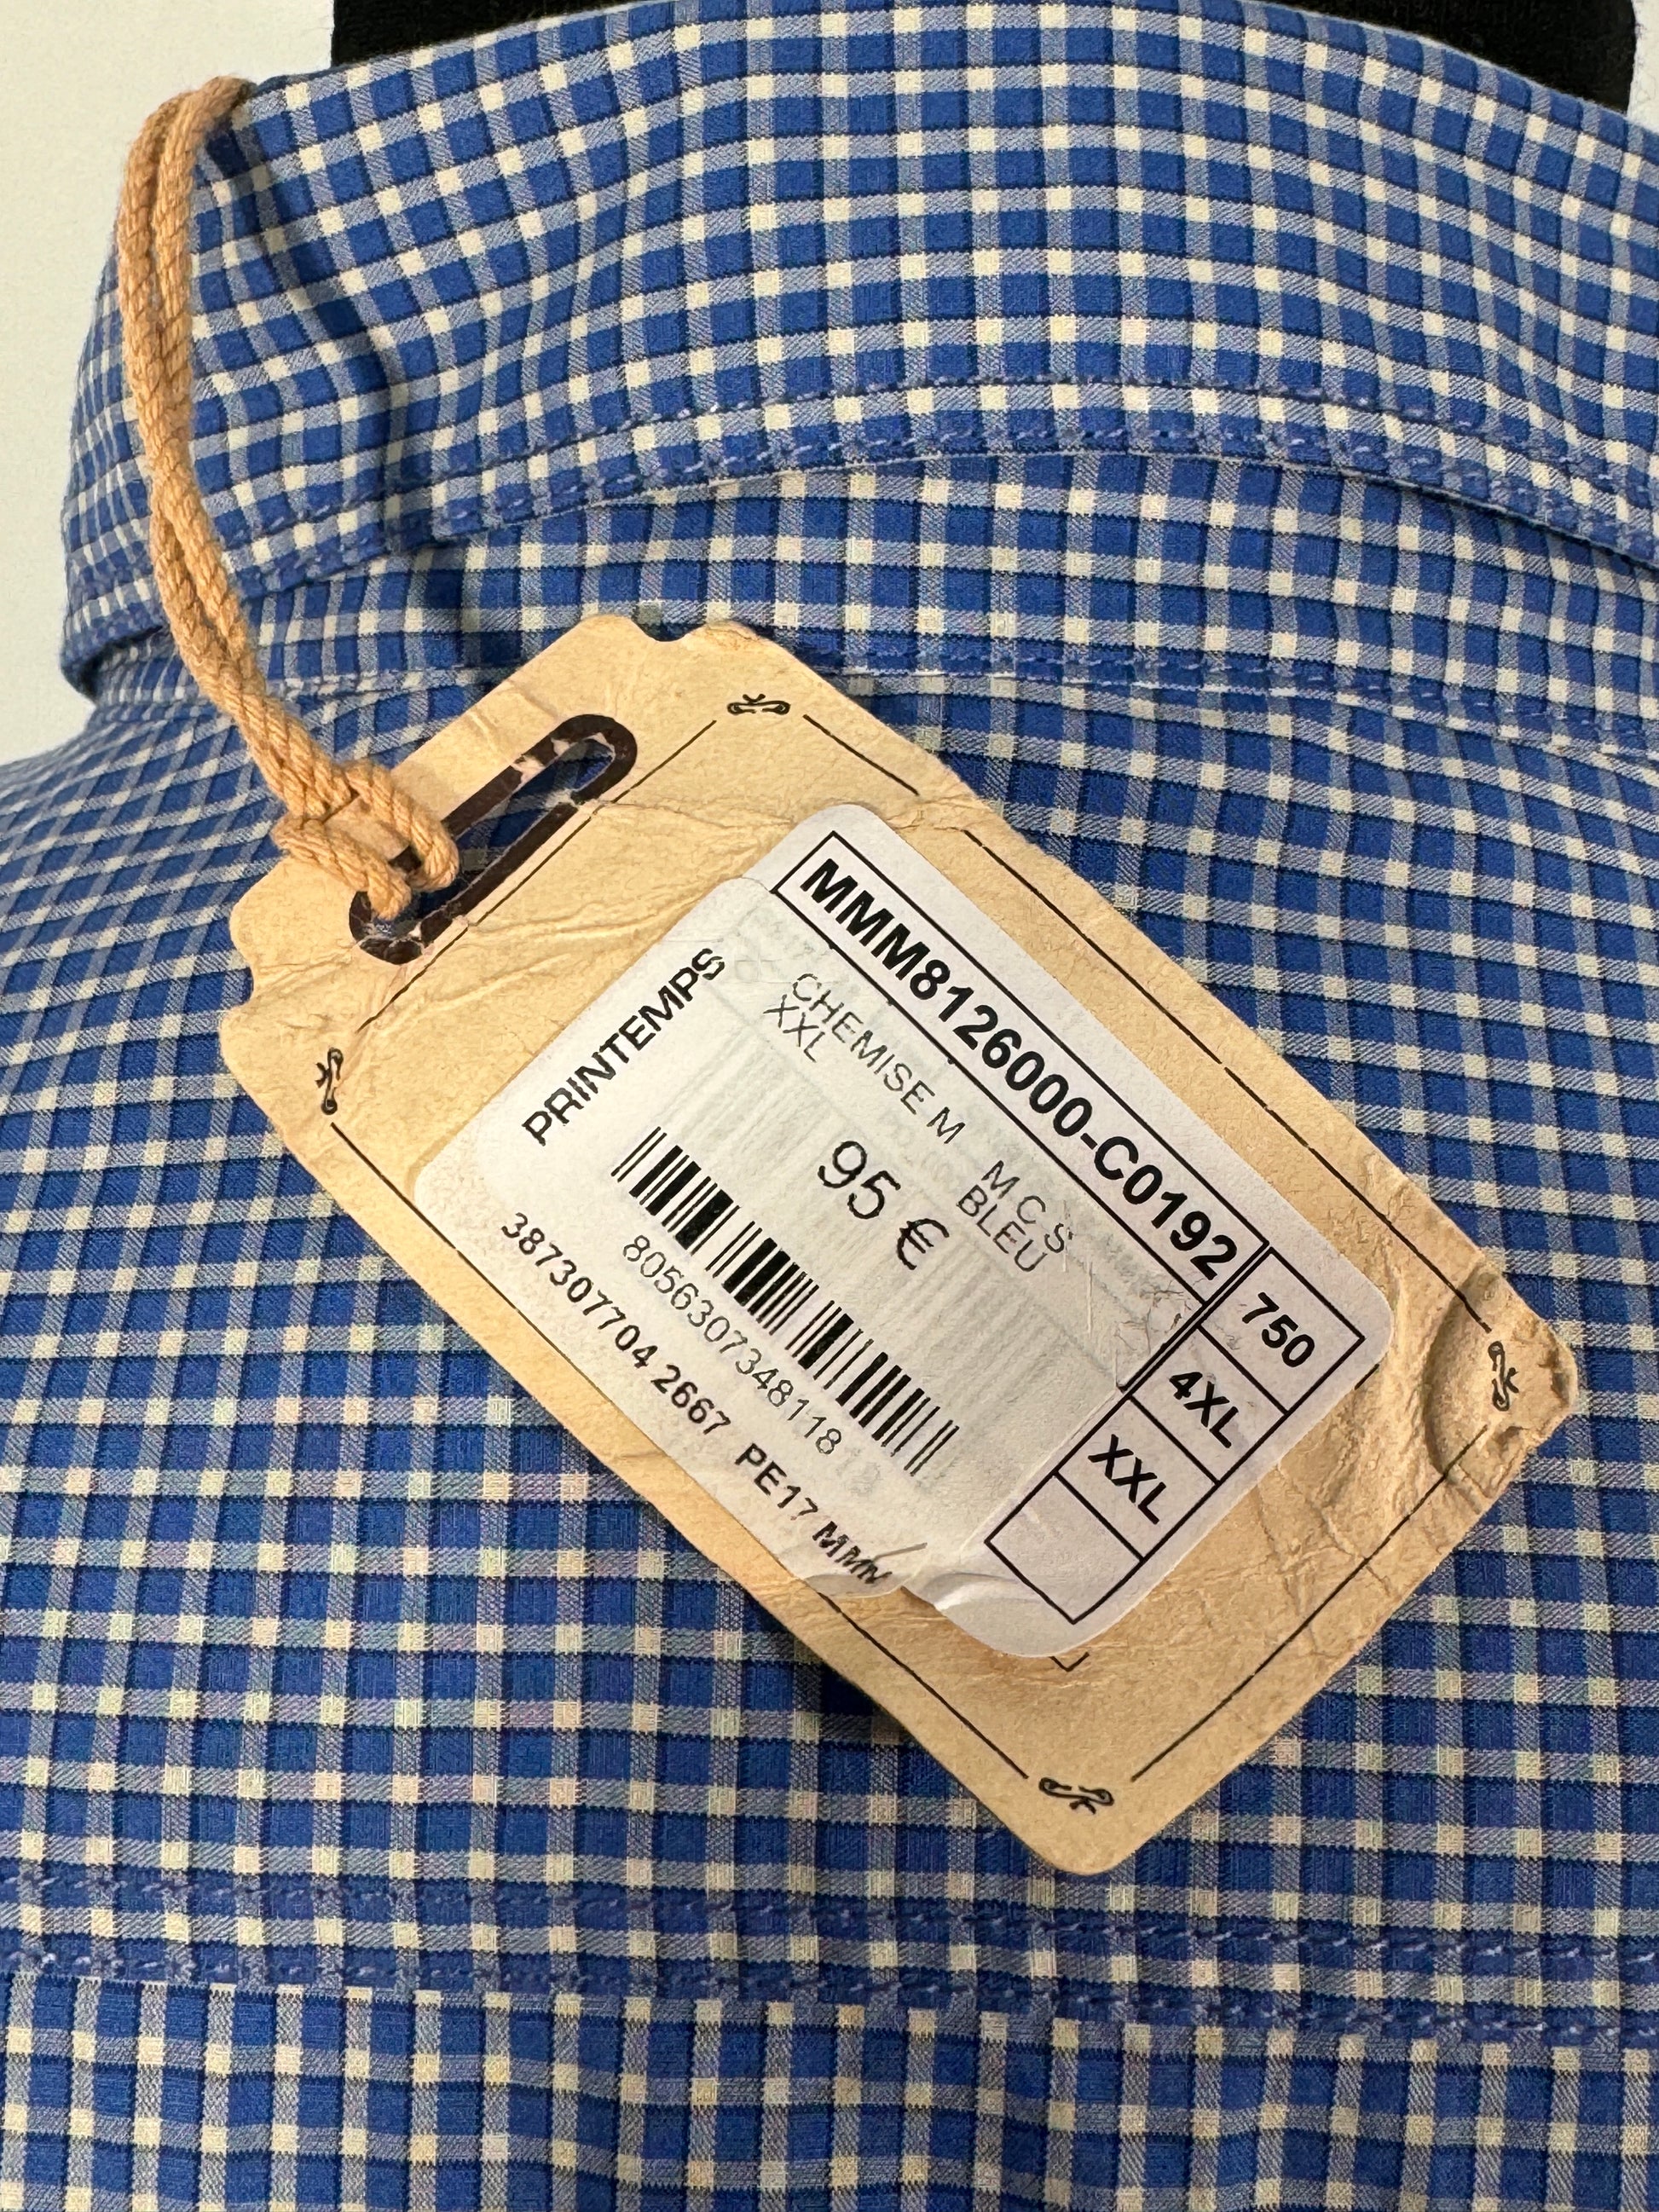 MMM8126000-C0192
750
4XL
XXL
PRINTEMPS
CHEMISE M M C S
XXL BLEU
95 €
8056307348118
387307704 2667 PE17 MMM